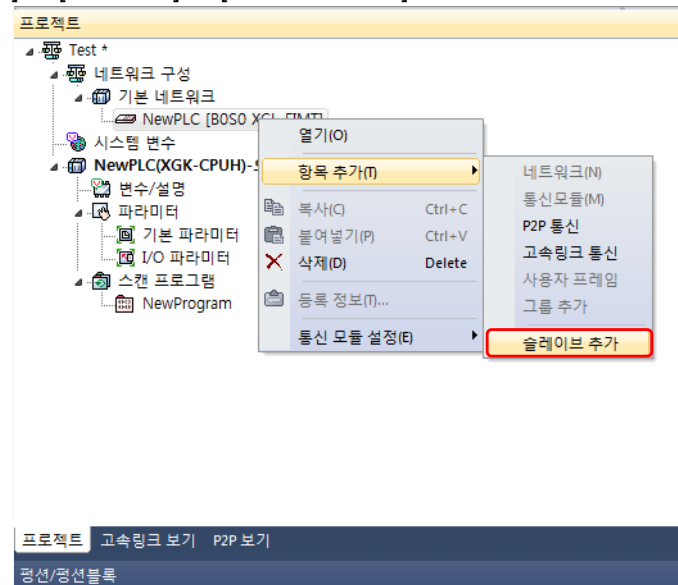 프로젝트
Test *
네트워크 구성
기본 네트워크
NewPLC [B0S0 XGL-EIMT]
시스템 변수
NewPLC(XGK-CPUH)-
변수/설명
파라미터
기본 파라미터
I/O 파라미터
스캔 프로그램
NewProgram
열기(O)
항목 추가(T)
복사(C) Ctrl+C
붙여넣기(P) Ctrl+V
삭제(D) Delete
등록 정보(T)...
통신 모듈 설정(E)
네트워크(N)
통신모듈(M)
P2P 통신
고속링크 통신
사용자 프레임
그룹 추가
슬레이브 추가
프로젝트 고속링크 보기 P2P 보기
펑션/펑션블록